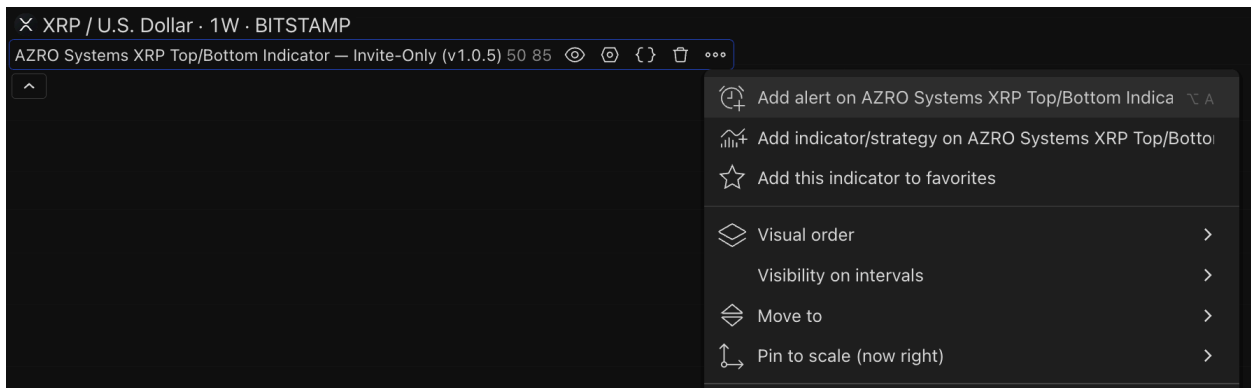 XRP / U.S. Dollar · 1W · BITSTAMP
AZRO Systems XRP Top/Bottom Indicator — Invite-Only (v1.0.5) 50 85
Add alert on AZRO Systems XRP Top/Bottom Indica ⌥ A
Add indicator/strategy on AZRO Systems XRP Top/Botto
Add this indicator to favorites
Visual order
Visibility on intervals
Move to
Pin to scale (now right)